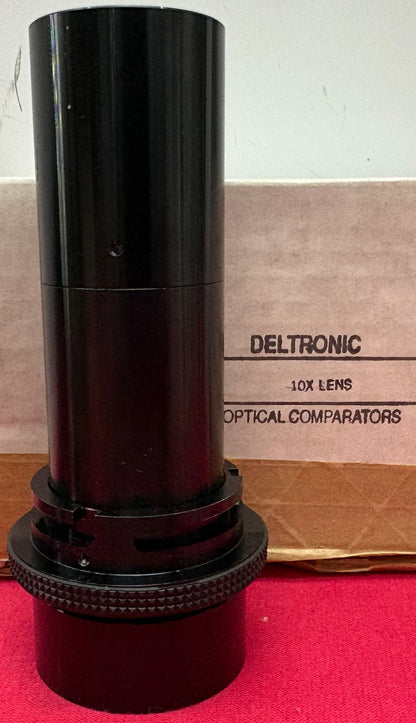 DELTRONIC
10X LENS
OPTICAL COMPARATORS